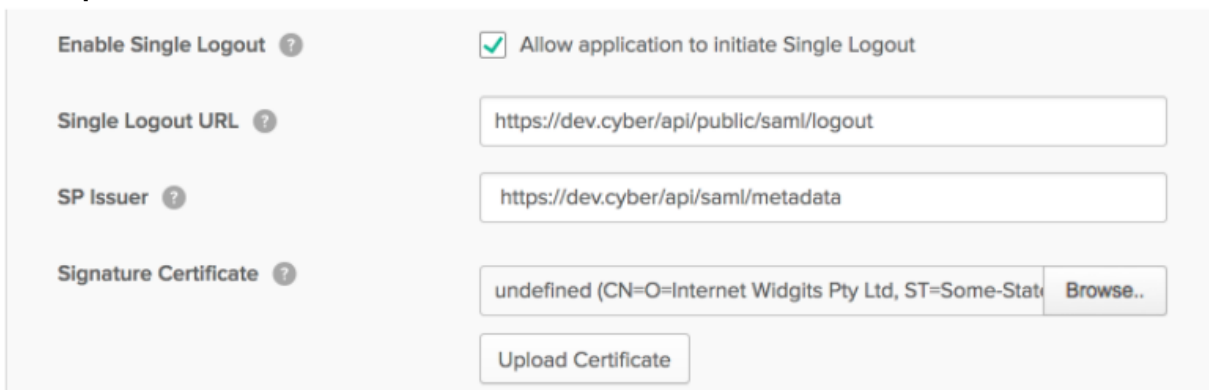 Enable Single Logout ? Allow application to initiate Single Logout
Single Logout URL ? https://dev.cyber/api/public/saml/logout
SP Issuer ? https://dev.cyber/api/saml/metadata
Signature Certificate ? undefined (CN=O=Internet Widgits Pty Ltd, ST=Some-State Browse..
Upload Certificate